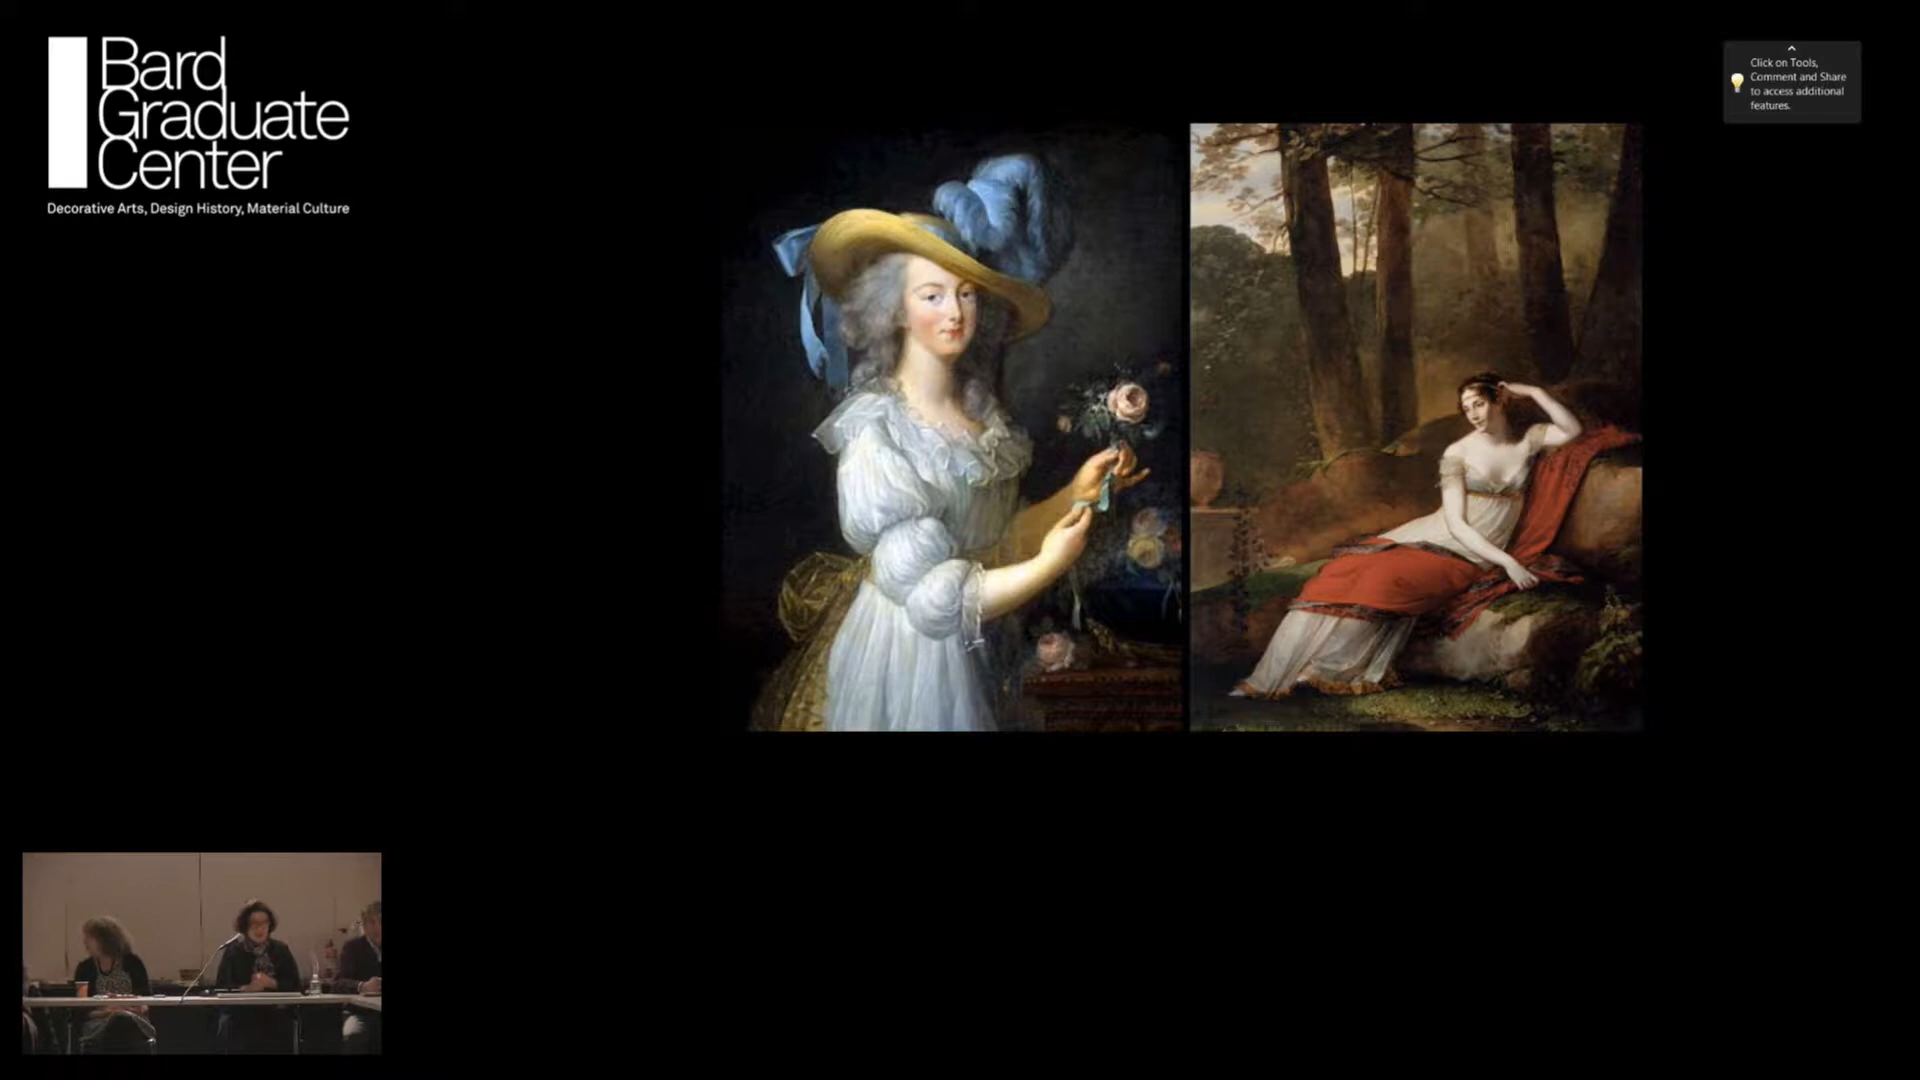 Bard
Graduate
Center
Decorative Arts, Design History, Material Culture
Click on Tools,
Comment and Share
to access additional
features.